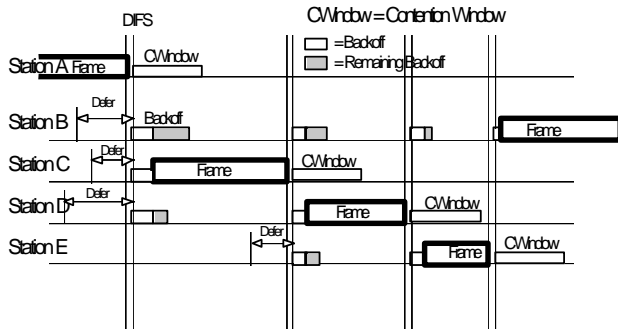 DIFS
CWindow = Contention Window
= Backoff
= Remaining Backoff
Station A
Frame
CWindow
Station B
Defer
Backoff
Frame
Station C
Defer
Frame
CWindow
Station D
Defer
Frame
CWindow
Station E
Defer
Frame
CWindow